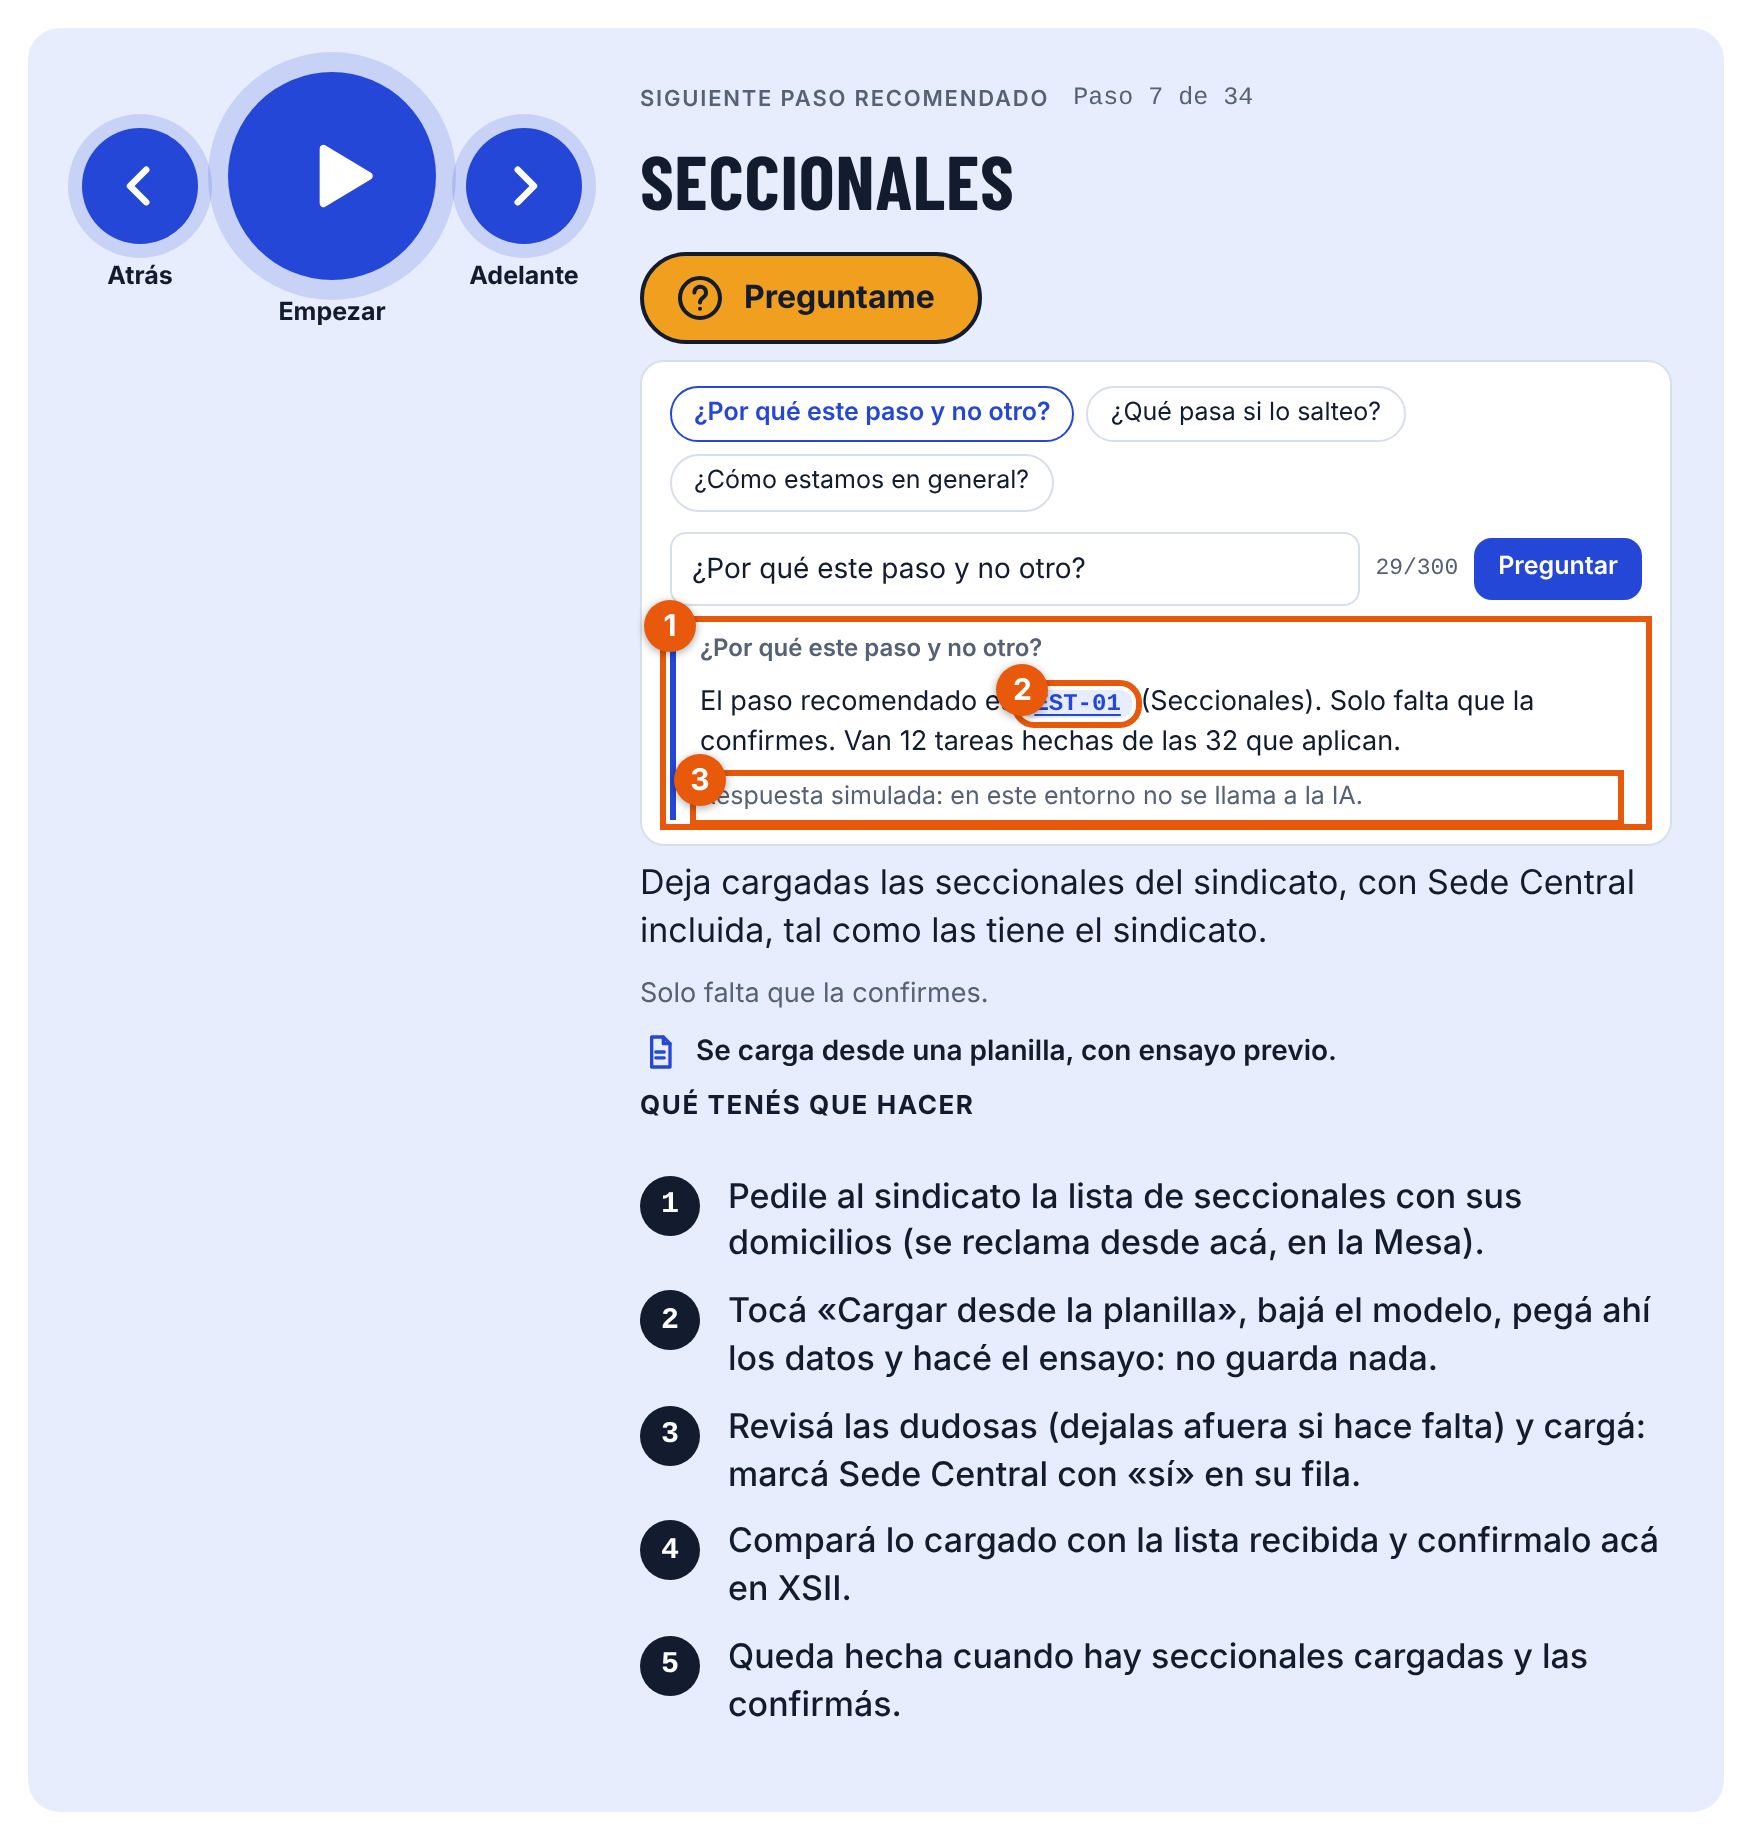 SIGUIENTE PASO RECOMENDADO Paso 7 de 34
SECCIONALES
Atrás
Empezar
Adelante
Preguntame
¿Por qué este paso y no otro?
¿Qué pasa si lo salteo?
¿Cómo estamos en general?
¿Por qué este paso y no otro?
29/300
Preguntar
1
¿Por qué este paso y no otro?
2
El paso recomendado es EST-01 (Seccionales). Solo falta que la
confirmes. Van 12 tareas hechas de las 32 que aplican.
3
Respuesta simulada: en este entorno no se llama a la IA.
Deja cargadas las seccionales del sindicato, con Sede Central
incluida, tal como las tiene el sindicato.
Solo falta que la confirmes.
Se carga desde una planilla, con ensayo previo.
QUÉ TENÉS QUE HACER
1 Pedile al sindicato la lista de seccionales con sus
domicilios (se reclama desde acá, en la Mesa).
2 Tocá «Cargar desde la planilla», bajá el modelo, pegá ahí
los datos y hacé el ensayo: no guarda nada.
3 Revisá las dudosas (dejalas afuera si hace falta) y cargá:
marcá Sede Central con «sí» en su fila.
4 Compará lo cargado con la lista recibida y confirmalo acá
en XSII.
5 Queda hecha cuando hay seccionales cargadas y las
confirmás.